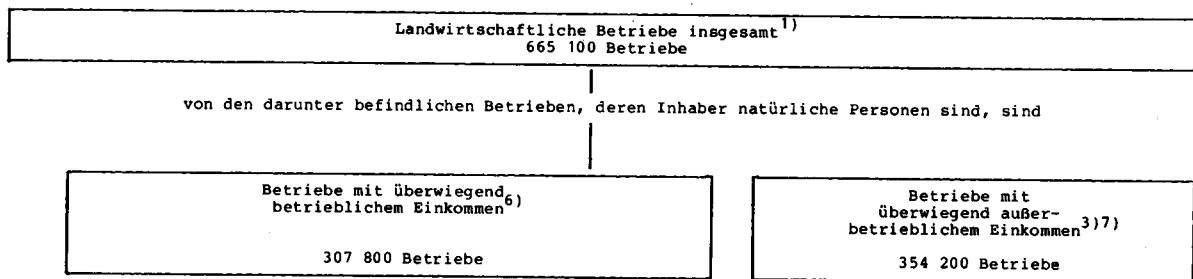 Landwirtschaftliche Betriebe insgesamt1)
665 100 Betriebe
von den darunter befindlichen Betrieben, deren Inhaber natürliche Personen sind, sind
Betriebe mit überwiegend
betrieblichem Einkommen6)
307 800 Betriebe
Betriebe mit
überwiegend außer-
betrieblichem Einkommen3)7)
354 200 Betriebe